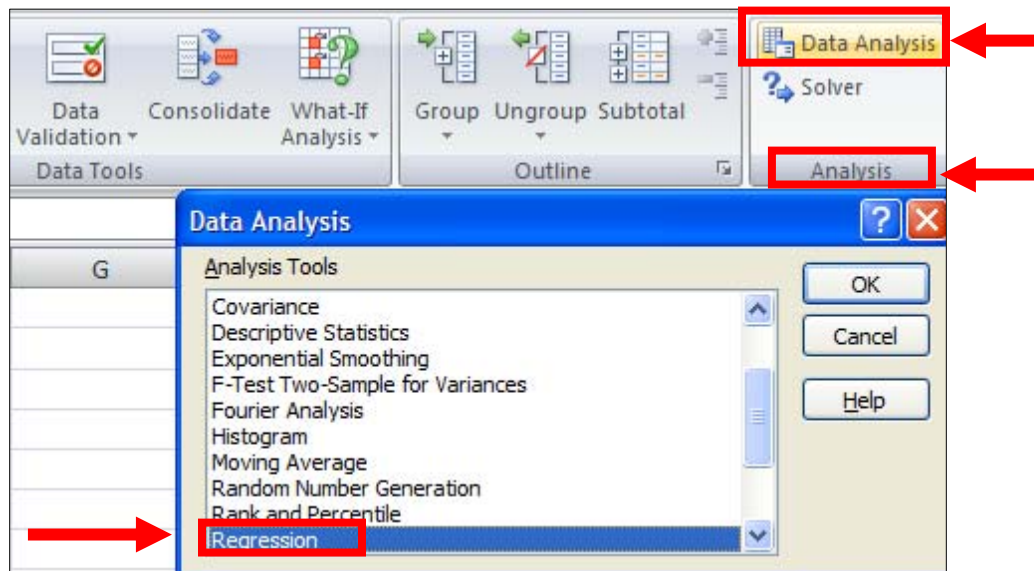 Data Validation
Consolidate
What-If Analysis
Group
Ungroup
Subtotal
Data Analysis
Solver
Data Tools
Outline
Analysis
Data Analysis
G
Analysis Tools
Covariance
Descriptive Statistics
Exponential Smoothing
F-Test Two-Sample for Variances
Fourier Analysis
Histogram
Moving Average
Random Number Generation
Rank and Percentile
Regression
OK
Cancel
Help